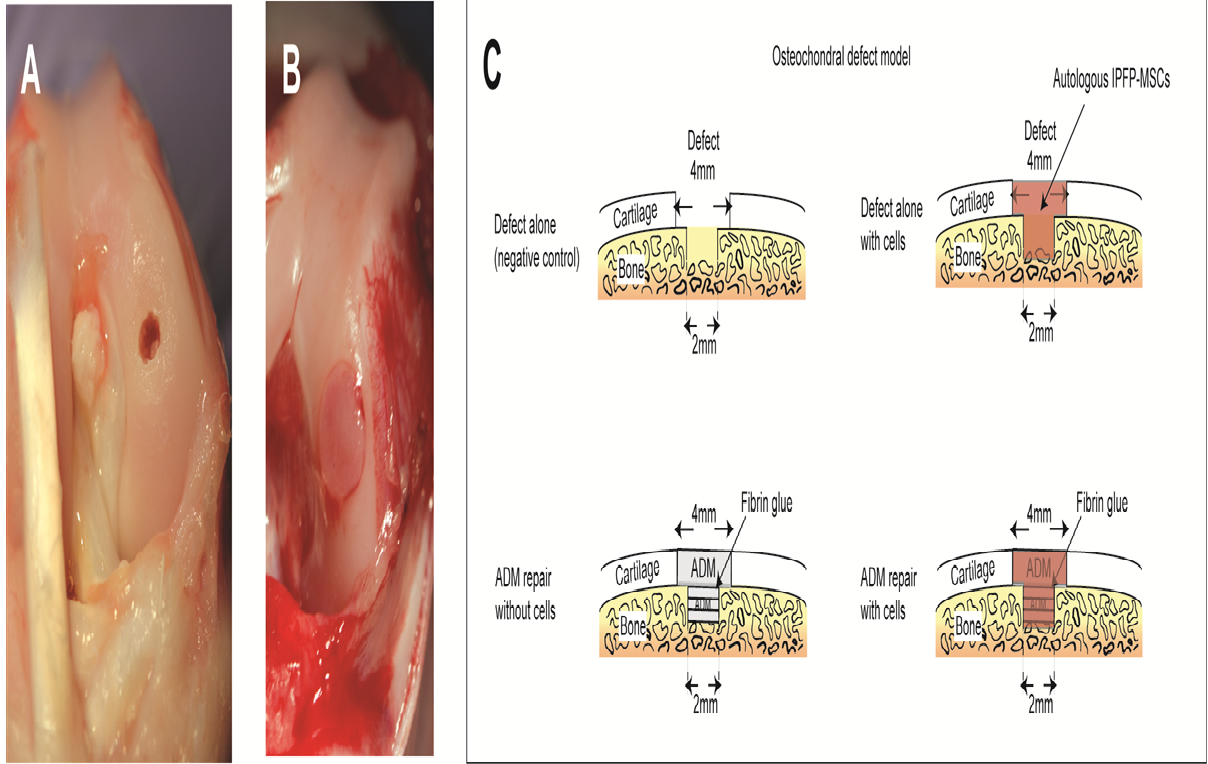 A
B
C
Osteochondral defect model
Autologous IPFP-MSCs
Defect
4mm
Cartilage
Defect alone
(negative control)
Bone
2mm
Defect
4mm
Cartilage
Defect alone
with cells
Bone
2mm
Fibrin glue
4mm
ADM
Cartilage
ADM repair
without cells
ADM
Bone
2mm
Fibrin glue
4mm
ADM
Cartilage
ADM repair
with cells
ADM
Bone
2mm